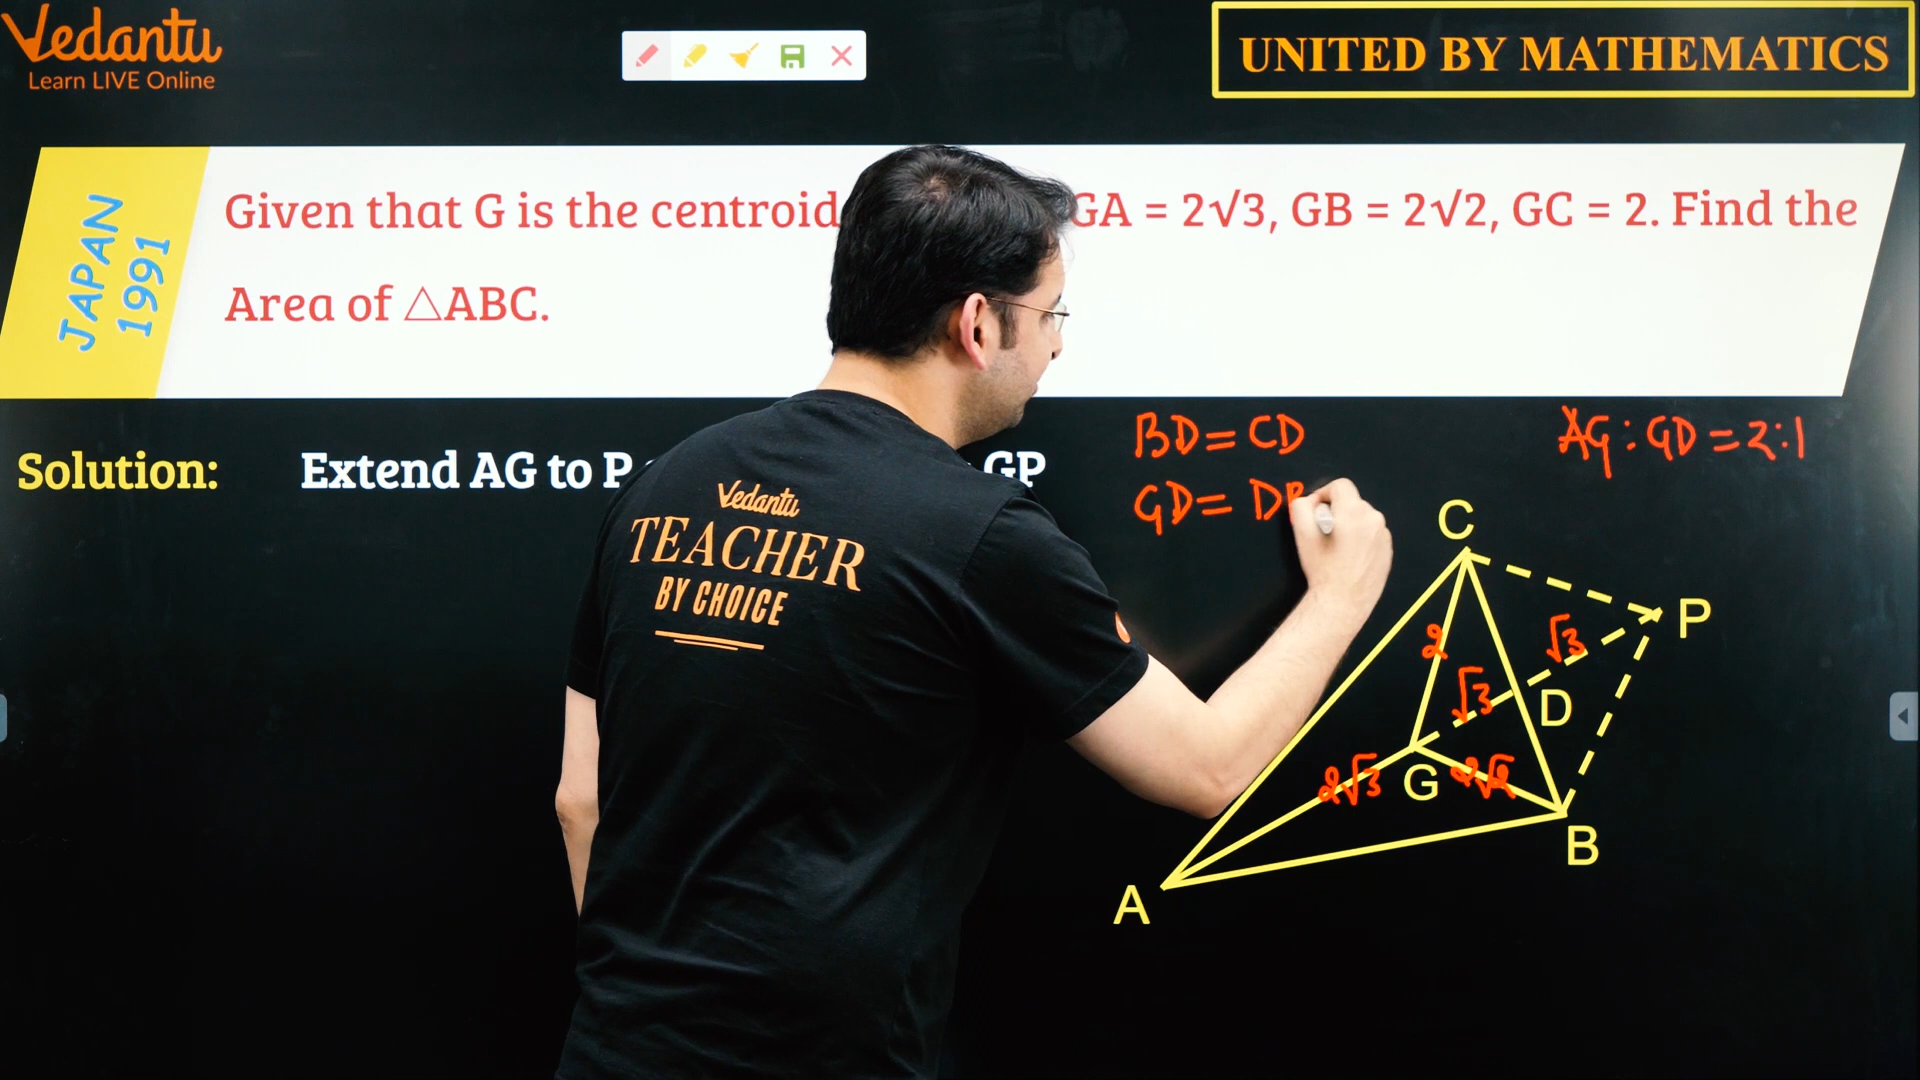 Vedantu
Learn LIVE Online
UNITED BY MATHEMATICS
JAPAN
1991
Given that G is the centroid GA = 2√3, GB = 2√2, GC = 2. Find the
Area of △ABC.
Solution:
Extend AG to P GP
BD = CD
GD = D
AG : GD = 2 : 1
Vedantu
TEACHER
BY CHOICE
C
P
√3
2
√3
D
2√3
G
2√2
B
A